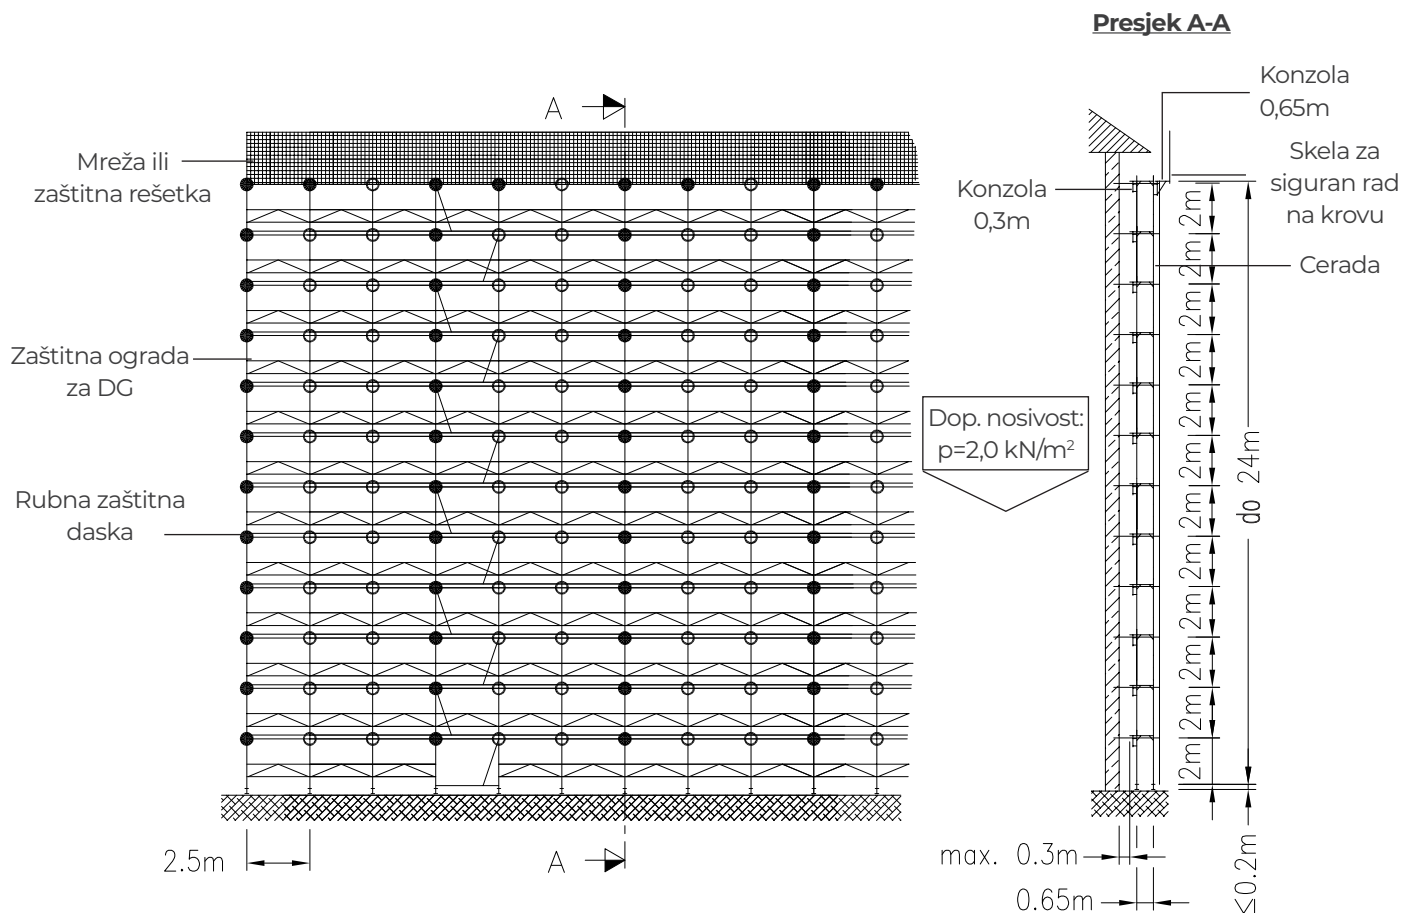 Presjek A-A
Konzola
0,65m
A
Mreža ili
zaštitna rešetka
Konzola
0,3m
Skela za
siguran rad
na krovu
Cerada
Zaštitna ograda
za DG
Dop. nosivost:
p=2,0 kN/m²
Rubna zaštitna
daska
2m
2m
2m
2m
2m
2m
2m
2m
2m
2m
2m
2m
do 24m
2.5m
A
max. 0.3m
0.65m
≤0.2m